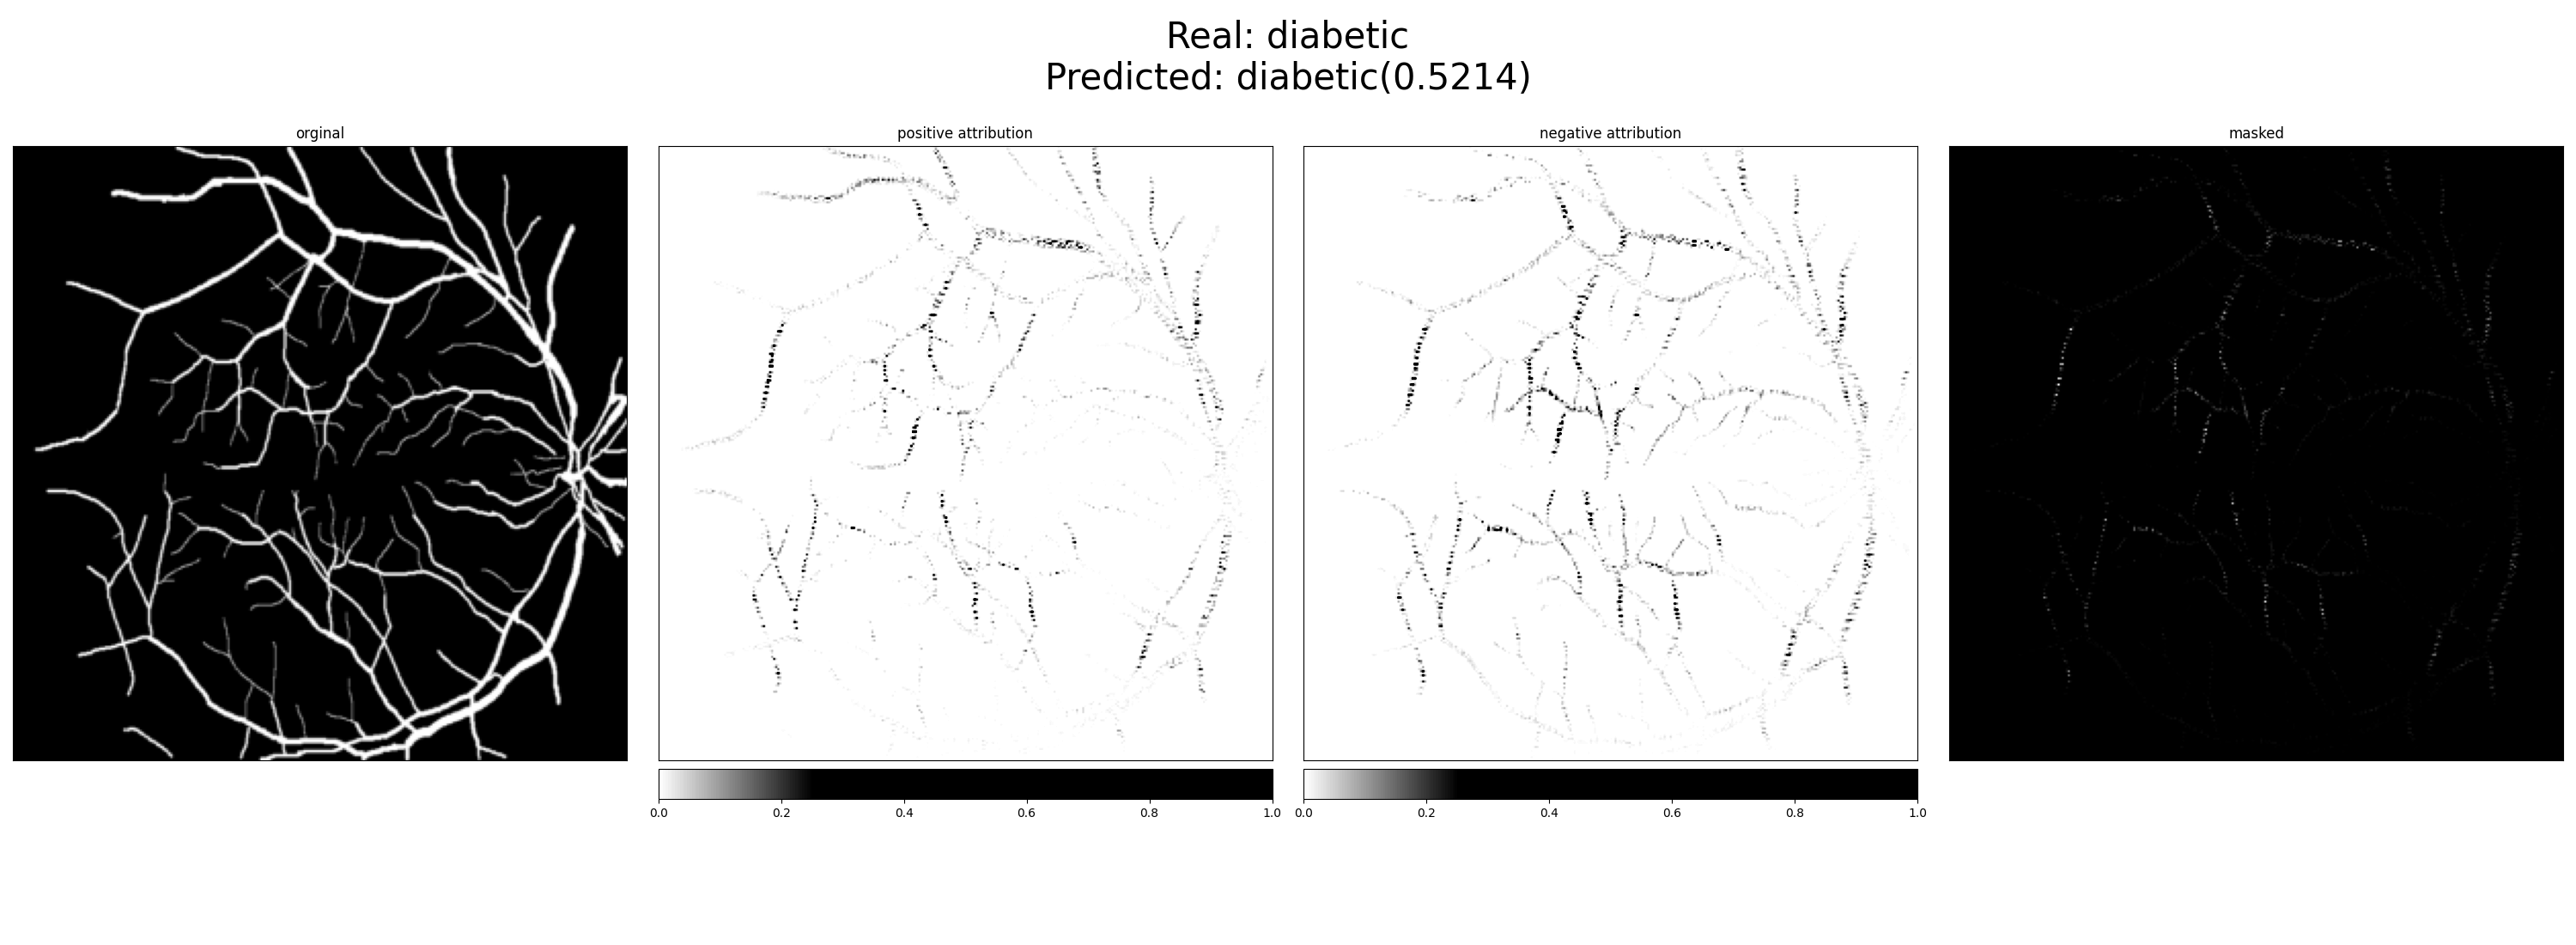 Real: diabetic
Predicted: diabetic(0.5214)
orginal
positive attribution
negative attribution
masked
0.0 0.2 0.4 0.6 0.8 1.0
0.0 0.2 0.4 0.6 0.8 1.0